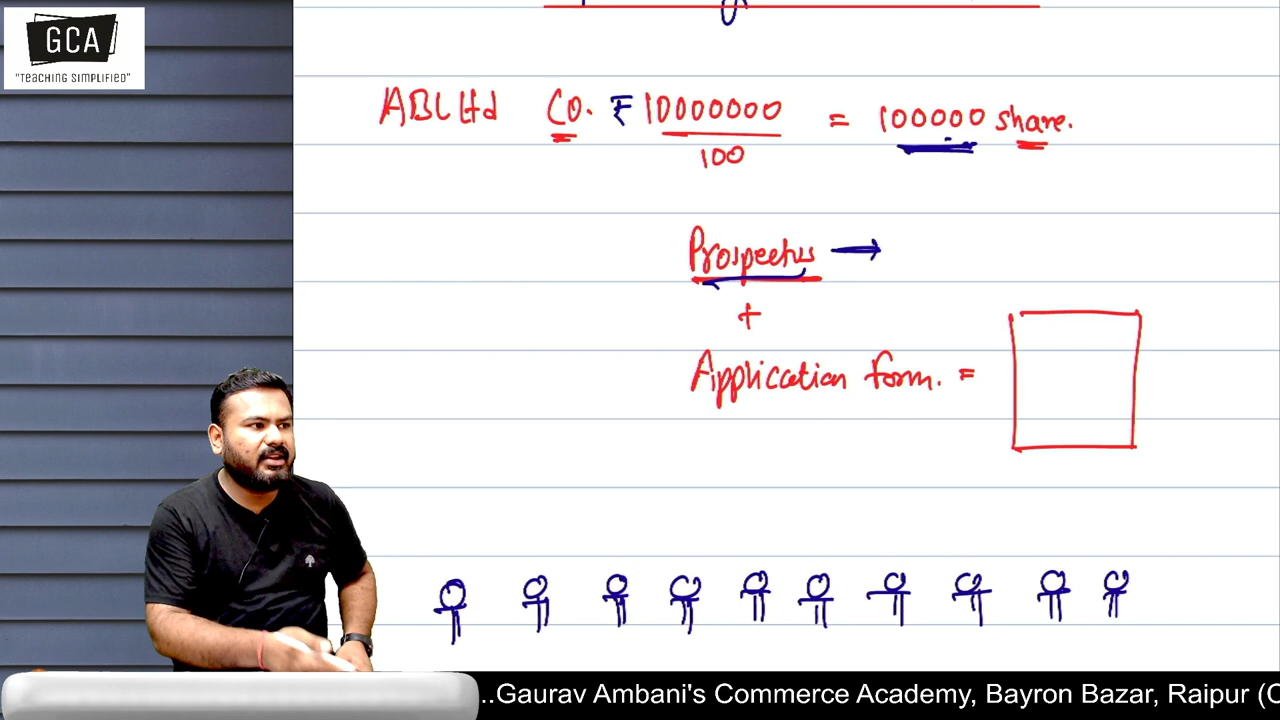 GCA
"TEACHING SIMPLIFIED"
ABC Ltd Co. ₹ 10000000 = 100000 share.
100
Prospectus →
+
Application form. =
..Gaurav Ambani's Commerce Academy, Bayron Bazar, Raipur (C